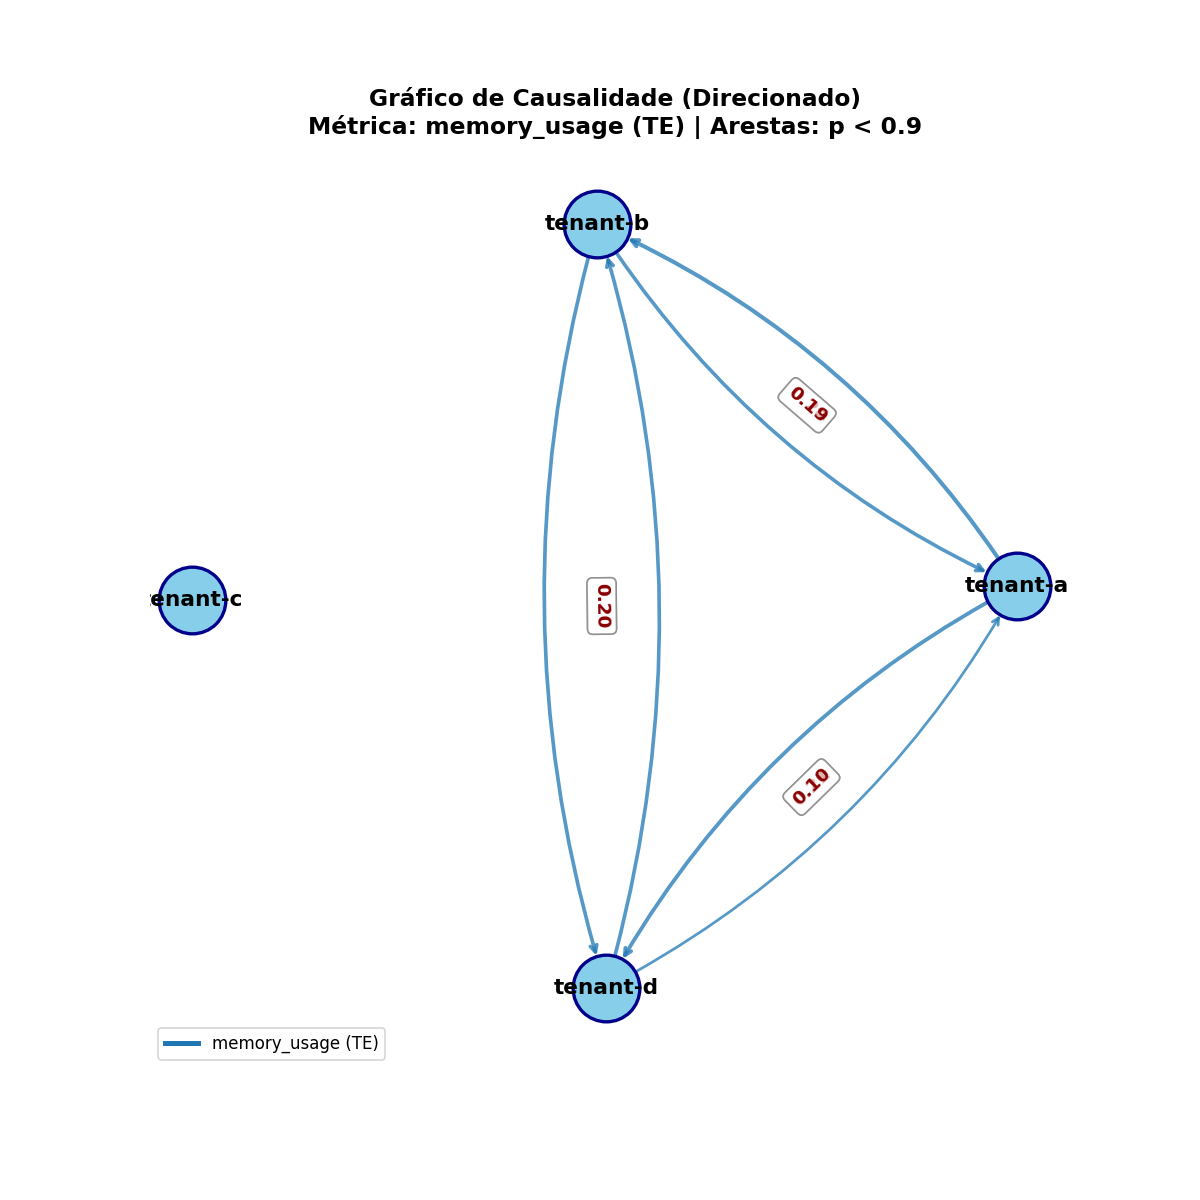 Gráfico de Causalidade (Direcionado)
Métrica: memory_usage (TE) | Arestas: p < 0.9
tenant-b
0.19
tenant-a
enant-c
0.20
0.10
tenant-d
memory_usage (TE)